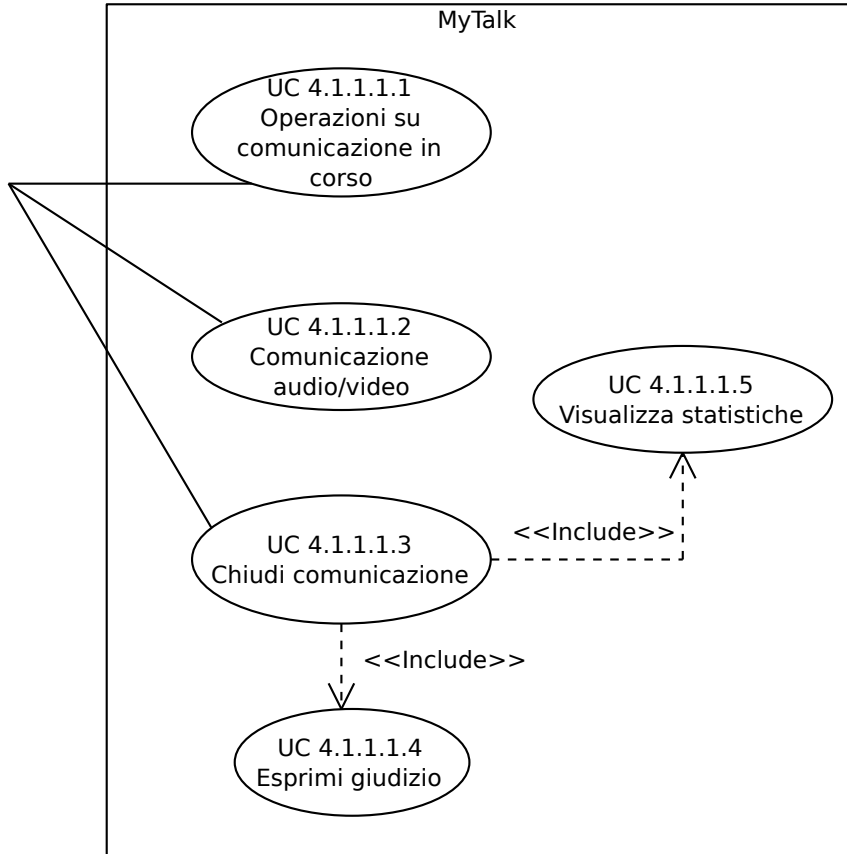 MyTalk
UC 4.1.1.1.1
Operazioni su
comunicazione in
corso
UC 4.1.1.1.2
Comunicazione
audio/video
UC 4.1.1.1.5
Visualizza statistiche
<<Include>>
UC 4.1.1.1.3
Chiudi comunicazione
<<Include>>
UC 4.1.1.1.4
Esprimi giudizio